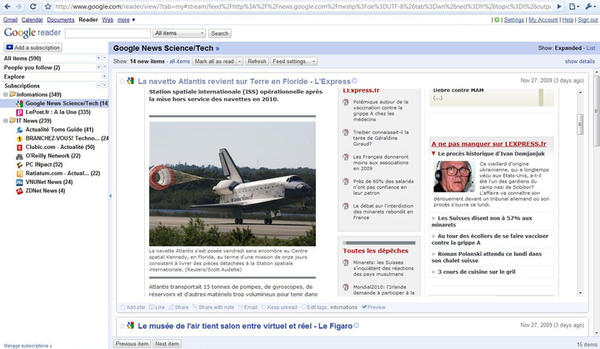 http://www.google.com/reader/view/?tab=my#stream/feed%2Fhttp%3A%2F%2Fnews.google.com%2Fnwshp%3Foe%3DUTF-8%26tab%3Dwn%26ned%3Dfr%26topic%3Dt%26outpu
Gmail Calendar Documents Reader Web more ▼
Settings | My Account | Help | Sign out
Google reader
Search
Add a subscription
All items (590)
People you follow (2)
Explore
Subscriptions
infomations (349)
Google News Science/Tech (14)
LePost.fr : A la Une (335)
IT News (239)
Actualité Toms Guide (41)
BRANCHEZ-VOUS! Techno...
Clubic.com - Actualité (50)
O'Reilly Network (22)
PC INpact (52)
Ratiatum.com - Actual...
VNUNet News (24)
ZDNet News (3)
Manage subscriptions »
Google News Science/Tech »
Show: Expanded - List
Show: 14 new items - all items
Mark all as read
Refresh
Feed settings...
show details
La navette Atlantis revient sur Terre en Floride - L'Express
Nov 27, 2009 (3 days ago)
Station spatiale internationale (ISS) opérationnelle après
la mise hors service des navettes en 2010.
La navette Atlantis s'est posée vendredi sans encombre au Centre
spatial Kennedy, en Floride, au terme d'une mission de onze jours
consistant à livrer des pièces détachées à la Station spatiale
internationale. (Reuters/Scott Audette)
Atlantis transportait 15 tonnes de pompes, de gyroscopes, de
réservoirs et d'autres matériels trop volumineux pour tenir dans
LExpress.fr
Polémique autour de la
vaccination contre la
grippe A chez les
médecins
Treiber connaissait-il la
tante de Géraldine
Giraud?
Les Français donneront
moins aux associations
en 2009
Près de 60% des salariés
n'ont pas confiance en
leur patron
Le débat sur l'interdiction
des minarets rebondit en
France
Toutes les dépêches
Minarets: les Suisses
s'inquiètent des réactions
des pays musulmans
Mondial2010: l'Irlande
demande à participer à la
Débat contre MAM
(...)
A ne pas manquer sur LEXPRESS.fr
Le procès historique d'Ivan Demjanjuk
Ce vieillard d'origine
ukrainienne, qui a longtemps
vécu aux Etats-Unis, a-t-il
été l'un des gardiens du
camp nazi de Sobibor?
L'affaire va connaître son
dénouement devant un tribunal allemand où son
procès s'ouvre ce lundi.
Les Suisses disent non à 57% aux
minarets
Au tour des écoliers de se faire vacciner
contre la grippe A
Roman Polanski attendu ce lundi dans
son chalet suisse
3 cours de cuisine sur le gril
Add star Like Share Share with note Email Keep unread Edit tags: infomations Preview
Le musée de l'air tient salon entre virtuel et réel - Le Figaro
Nov 27, 2009 (3 days ago)
Previous item
Next item
15 items